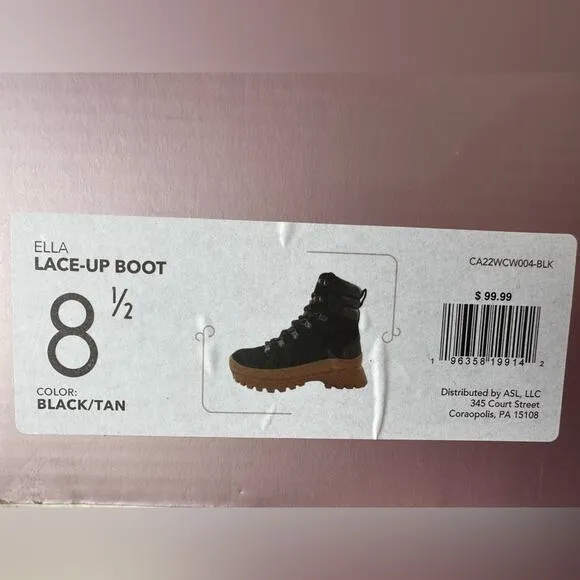 ELLA
LACE-UP BOOT
8 ½
COLOR:
BLACK/TAN
CA22WCW004-BLK
$ 99.99
1 96358 19914 2
Distributed by ASL, LLC
345 Court Street
Coraopolis, PA 15108